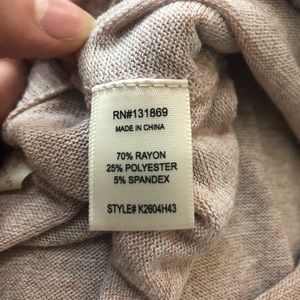 RN#131869
MADE IN CHINA
70% RAYON
25% POLYESTER
5% SPANDEX
STYLE# K2604H43